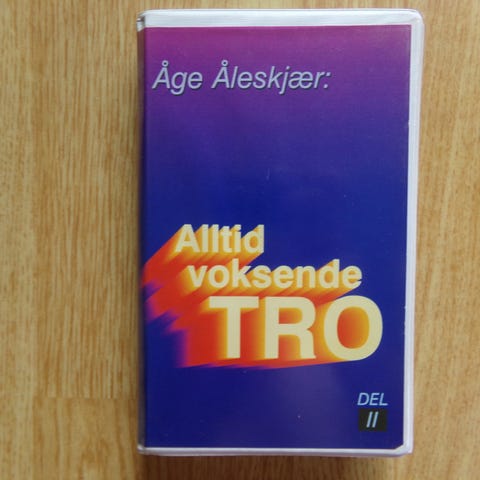 Åge Åleskjær:
Alltid
voksende
TRO
DEL
II